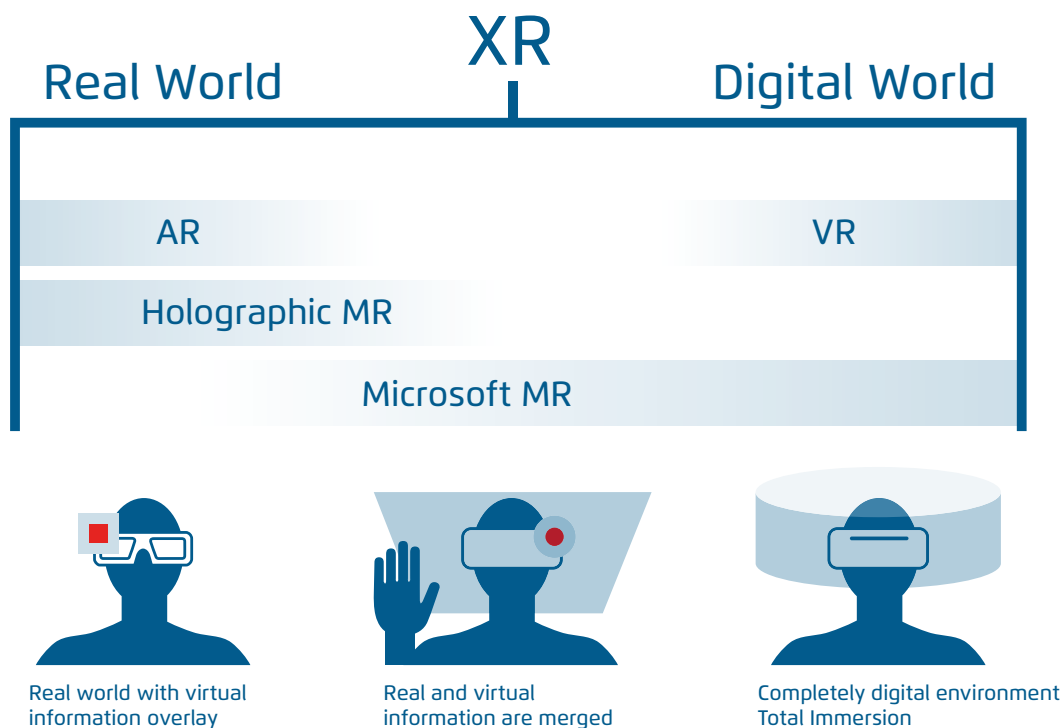 XR
Real World
Digital World
AR
VR
Holographic MR
Microsoft MR
Real world with virtual
information overlay
Real and virtual
information are merged
Completely digital environment
Total Immersion